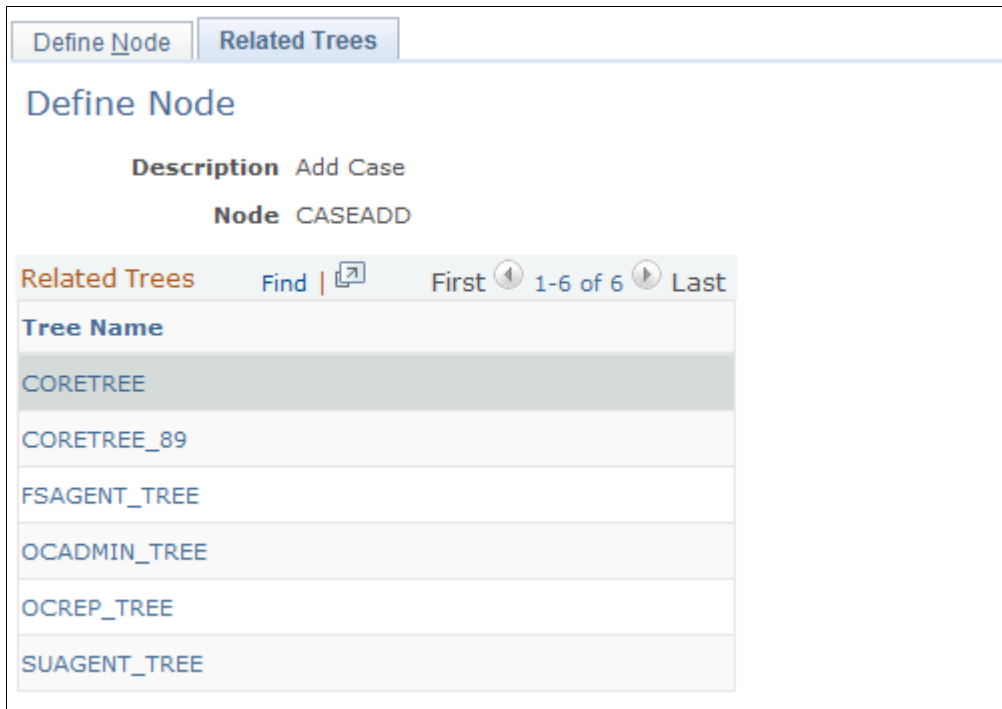 Define Node Related Trees
Define Node
Description Add Case
Node CASEADD
Related Trees Find | First 1-6 of 6 Last
Tree Name
CORETREE
CORETREE_89
FSAGENT_TREE
OCADMIN_TREE
OCREP_TREE
SUAGENT_TREE